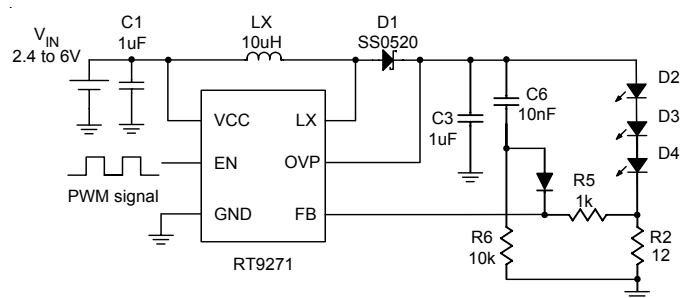 V IN
2.4 to 6V
C1
1uF
LX
10uH
D1
SS0520
VCC
LX
EN
OVP
GND
FB
RT9271
PWM signal
C3
1uF
C6
10nF
D2
D3
D4
R5
1k
R6
10k
R2
12